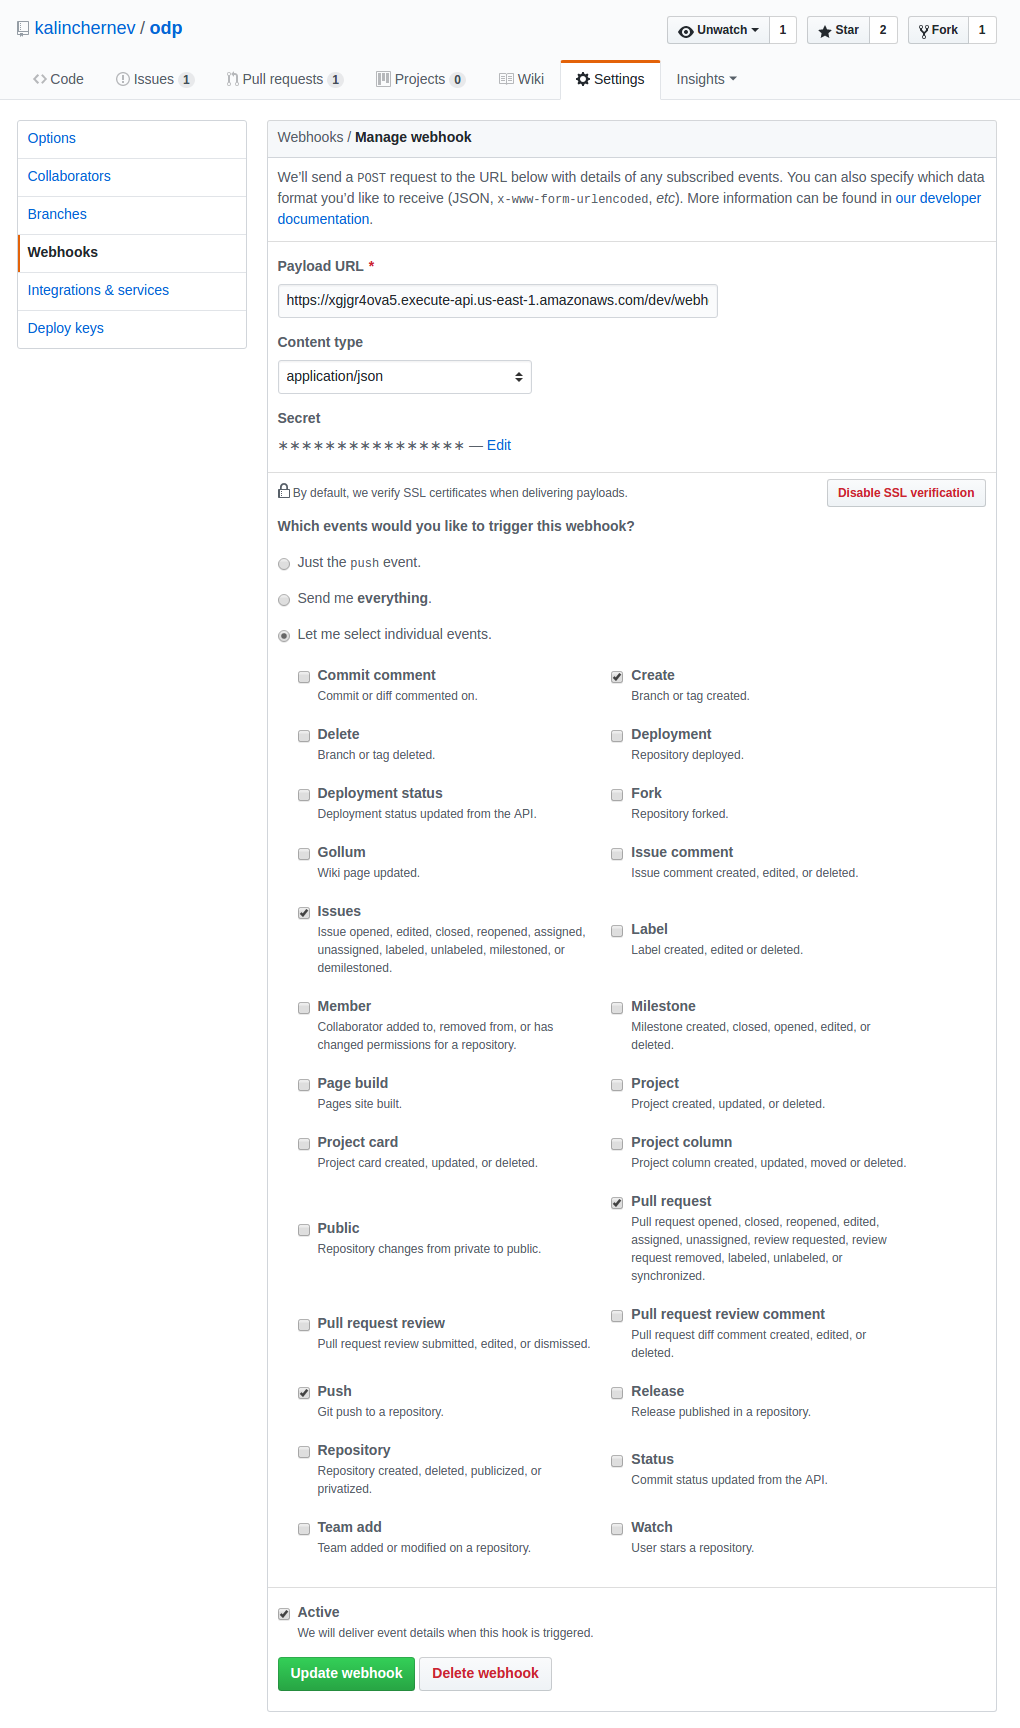 kalinchernev / odp
Unwatch 1 Star 2 Fork 1
Code Issues 1 Pull requests 1 Projects 0 Wiki Settings Insights
Options
Collaborators
Branches
Webhooks
Integrations & services
Deploy keys
Webhooks / Manage webhook
We’ll send a POST request to the URL below with details of any subscribed events. You can also specify which data
format you’d like to receive (JSON, x-www-form-urlencoded, etc). More information can be found in our developer
documentation.
Payload URL *
https://xgjgr4ova5.execute-api.us-east-1.amazonaws.com/dev/webh
Content type
application/json
Secret
∗∗∗∗∗∗∗∗∗∗∗∗∗∗∗∗ — Edit
By default, we verify SSL certificates when delivering payloads.
Disable SSL verification
Which events would you like to trigger this webhook?
Just the push event.
Send me everything.
Let me select individual events.
Commit comment
Commit or diff commented on.
Create
Branch or tag created.
Delete
Branch or tag deleted.
Deployment
Repository deployed.
Deployment status
Deployment status updated from the API.
Fork
Repository forked.
Gollum
Wiki page updated.
Issue comment
Issue comment created, edited, or deleted.
Issues
Issue opened, edited, closed, reopened, assigned,
unassigned, labeled, unlabeled, milestoned, or
demilestoned.
Label
Label created, edited or deleted.
Member
Collaborator added to, removed from, or has
changed permissions for a repository.
Milestone
Milestone created, closed, opened, edited, or
deleted.
Page build
Pages site built.
Project
Project created, updated, or deleted.
Project card
Project card created, updated, or deleted.
Project column
Project column created, updated, moved or deleted.
Public
Repository changes from private to public.
Pull request
Pull request opened, closed, reopened, edited,
assigned, unassigned, review requested, review
request removed, labeled, unlabeled, or
synchronized.
Pull request review
Pull request review submitted, edited, or dismissed.
Pull request review comment
Pull request diff comment created, edited, or
deleted.
Push
Git push to a repository.
Release
Release published in a repository.
Repository
Repository created, deleted, publicized, or
privatized.
Status
Commit status updated from the API.
Team add
Team added or modified on a repository.
Watch
User stars a repository.
Active
We will deliver event details when this hook is triggered.
Update webhook Delete webhook